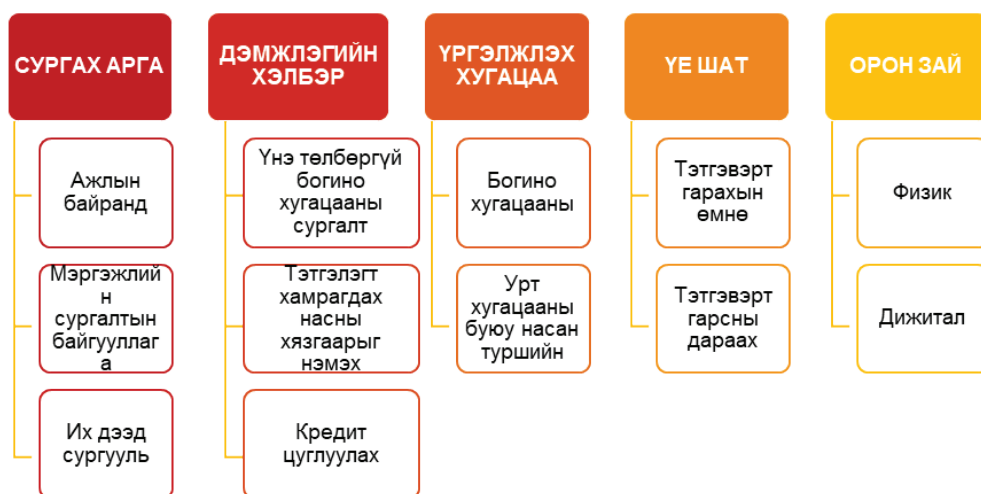 СУРГАХ АРГА
Ажлын
байранд
Мэргэжлий
н
сургалтын
байгууллаг
а
Их дээд
сургууль
ДЭМЖЛЭГИЙН
ХЭЛБЭР
Үнэ төлбөргүй
богино
хугацааны
сургалт
Тэтгэлэгт
хамрагдах
насны
хязгаарыг
нэмэх
Кредит
цуглуулах
ҮРГЭЛЖЛЭХ
ХУГАЦАА
Богино
хугацааны
Урт
хугацааны
буюу насан
туршийн
ҮЕ ШАТ
Тэтгэвэрт
гарахын
өмнө
Тэтгэвэрт
гарсны
дараах
ОРОН ЗАЙ
Физик
Дижитал